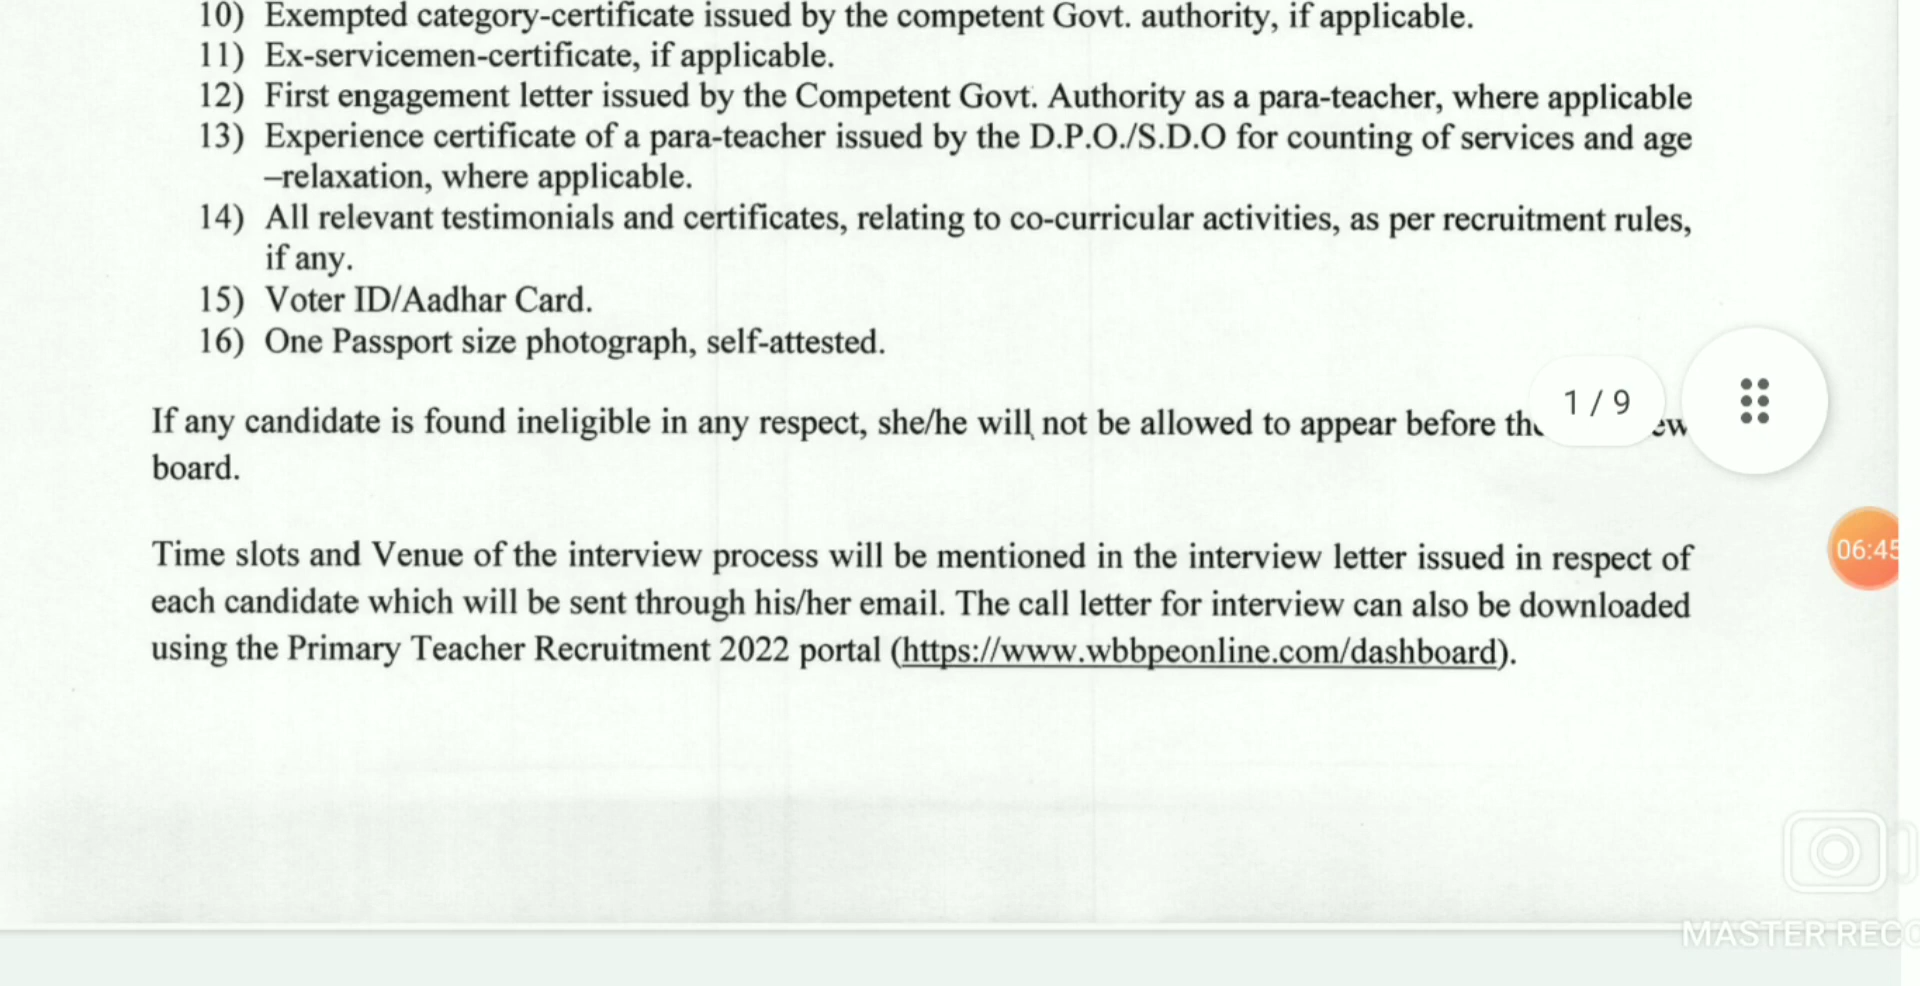 10) Exempted category-certificate issued by the competent Govt. authority, if applicable.
11) Ex-servicemen-certificate, if applicable.
12) First engagement letter issued by the Competent Govt. Authority as a para-teacher, where applicable
13) Experience certificate of a para-teacher issued by the D.P.O./S.D.O for counting of services and age
–relaxation, where applicable.
14) All relevant testimonials and certificates, relating to co-curricular activities, as per recruitment rules,
if any.
15) Voter ID/Aadhar Card.
16) One Passport size photograph, self-attested.
1 / 9
If any candidate is found ineligible in any respect, she/he will not be allowed to appear before
board.
06:45
Time slots and Venue of the interview process will be mentioned in the interview letter issued in respect of
each candidate which will be sent through his/her email. The call letter for interview can also be downloaded
using the Primary Teacher Recruitment 2022 portal (https://www.wbbpeonline.com/dashboard).
MASTER